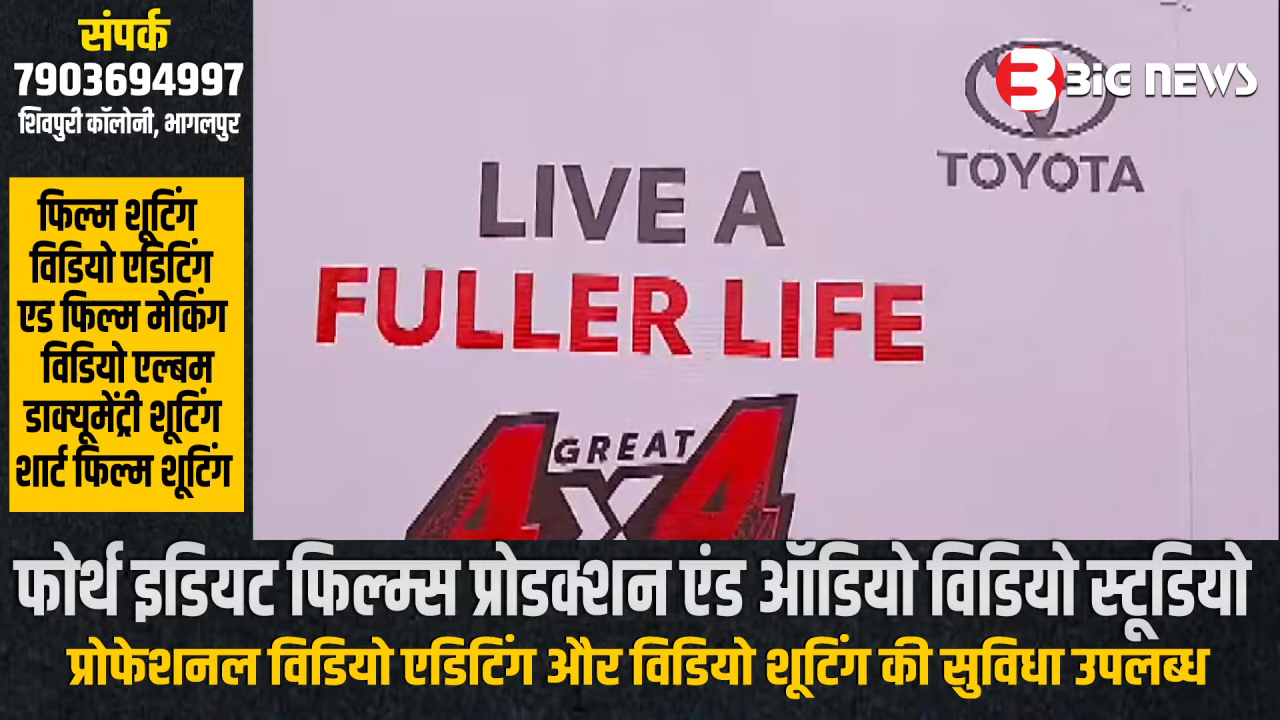 संपर्क
7903694997
शिवपुरी कॉलोनी, भागलपुर
फिल्म शूटिंग
विडियो एडिटिंग
एड फिल्म मेकिंग
विडियो एल्बम
डाक्यूमेंट्री शूटिंग
शार्ट फिल्म शूटिंग
3 BIG NEWS
TOYOTA
LIVE A
FULLER LIFE
GREAT
4X4
फोर्थ इडियट फिल्म्स प्रोडक्शन एंड ऑडियो विडियो स्टूडियो
प्रोफेशनल विडियो एडिटिंग और विडियो शूटिंग की सुविधा उपलब्ध